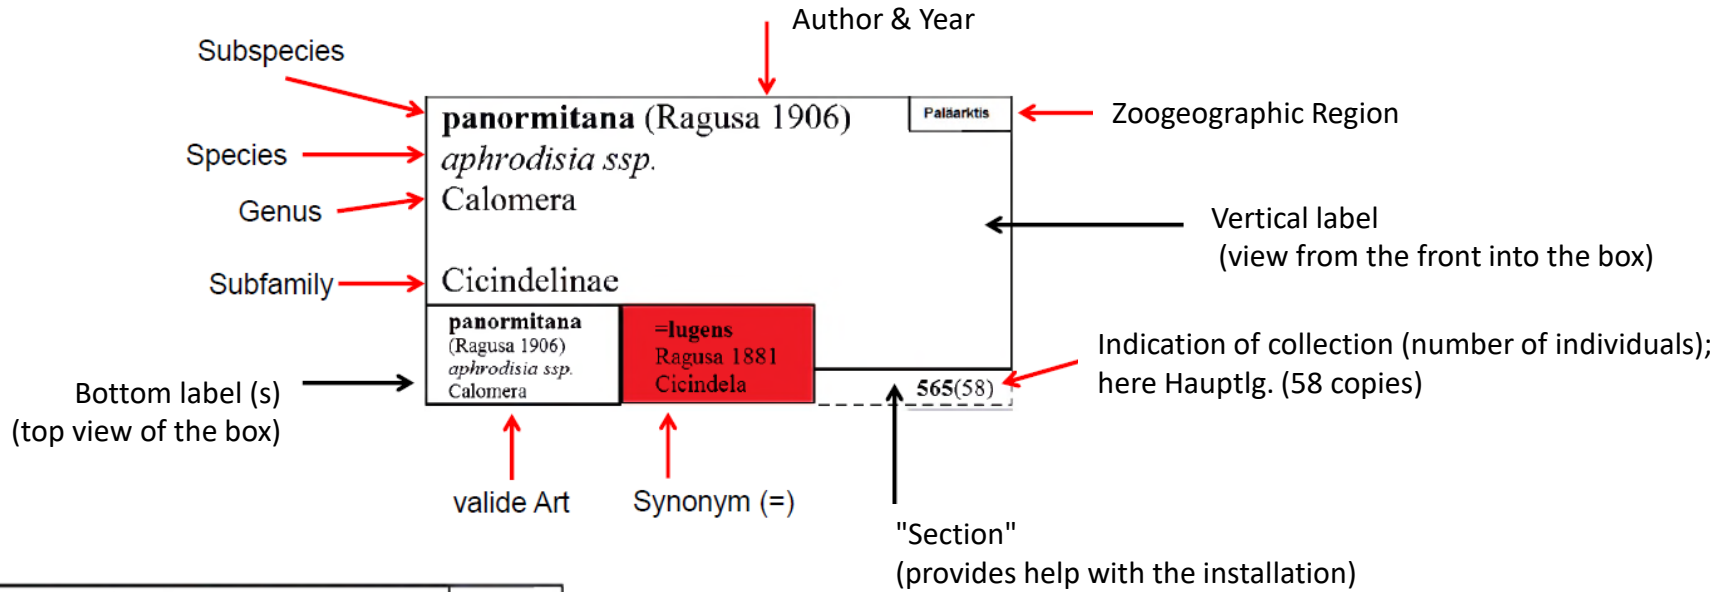 Author & Year
Subspecies
panormitana (Ragusa 1906)
Paläarktis
Zoogeographic Region
Species
aphrodisia ssp.
Genus
Calomera
Vertical label
(view from the front into the box)
Subfamily
Cicindelinae
panormitana
(Ragusa 1906)
aphrodisia ssp.
Calomera
=lugens
Ragusa 1881
Cicindela
565(58)
Indication of collection (number of individuals);
here Hauptlg. (58 copies)
Bottom label (s)
(top view of the box)
valide Art
Synonym (=)
"Section"
(provides help with the installation)